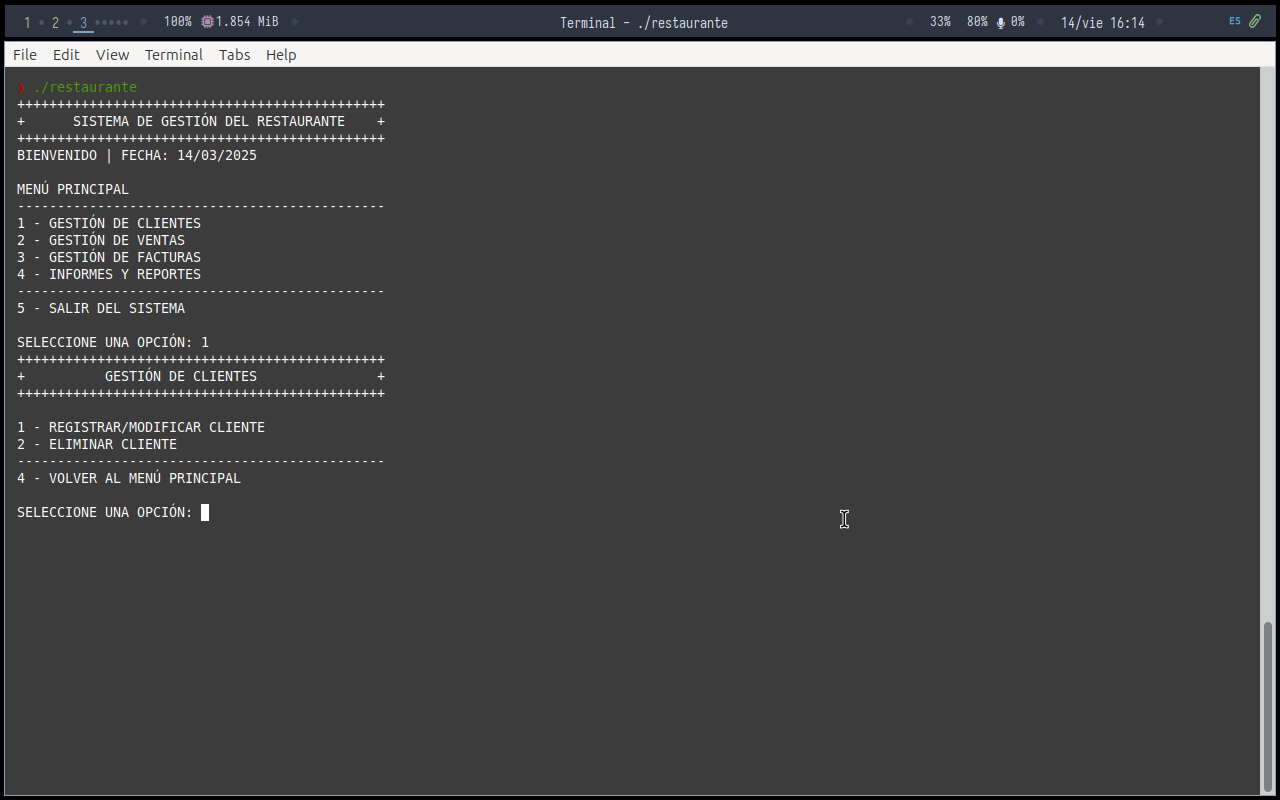 1 2 3 100% 1.854 MiB Terminal - ./restaurante 33% 80% 0% 14/vie 16:14 ES
File Edit View Terminal Tabs Help
❯ ./restaurante
++++++++++++++++++++++++++++++++++++++++++++++
+      SISTEMA DE GESTIÓN DEL RESTAURANTE    +
++++++++++++++++++++++++++++++++++++++++++++++
BIENVENIDO | FECHA: 14/03/2025
MENÚ PRINCIPAL
----------------------------------------------
1 - GESTIÓN DE CLIENTES
2 - GESTIÓN DE VENTAS
3 - GESTIÓN DE FACTURAS
4 - INFORMES Y REPORTES
----------------------------------------------
5 - SALIR DEL SISTEMA
SELECCIONE UNA OPCIÓN: 1
++++++++++++++++++++++++++++++++++++++++++++++
+          GESTIÓN DE CLIENTES               +
++++++++++++++++++++++++++++++++++++++++++++++
1 - REGISTRAR/MODIFICAR CLIENTE
2 - ELIMINAR CLIENTE
----------------------------------------------
4 - VOLVER AL MENÚ PRINCIPAL
SELECCIONE UNA OPCIÓN: